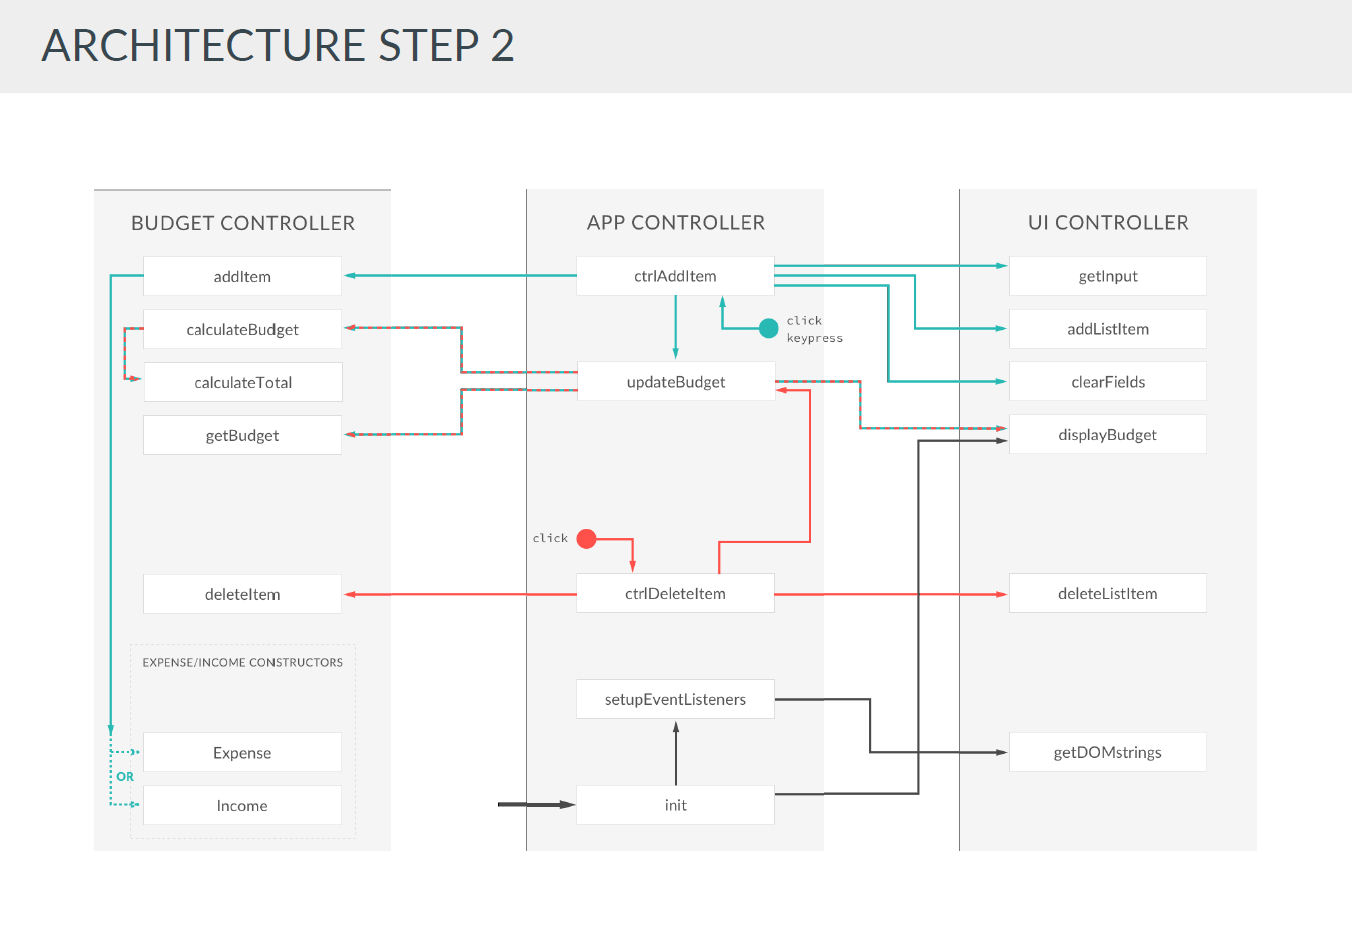 ARCHITECTURE STEP 2
BUDGET CONTROLLER
addItem
calculateBudget
calculateTotal
getBudget
deleteItem
EXPENSE/INCOME CONSTRUCTORS
Expense
OR
Income
APP CONTROLLER
ctrlAddItem
click
keypress
updateBudget
click
ctrlDeleteItem
setupEventListeners
init
UI CONTROLLER
getInput
addListItem
clearFields
displayBudget
deleteListItem
getDOMstrings